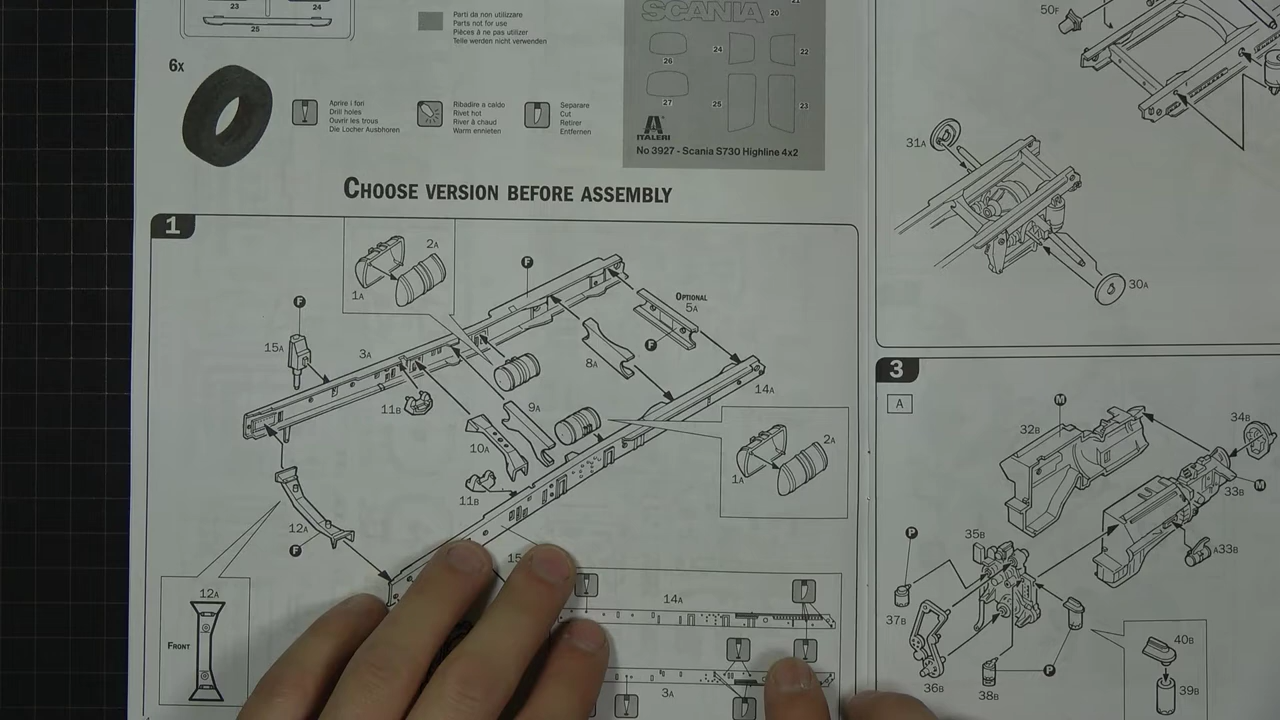 23
24
25
6x
Parti da non utilizzare
Parts not for use
Pièces à ne pas utiliser
Teile werden nicht verwenden
Aprire i fori
Drill holes
Ouvrir les trous
Die Locher Ausbhoren
Ribadire a caldo
Rivet hot
River à chaud
Warm ennieten
Separare
Cut
Retirer
Entfernen
SCANIA
20
24
22
26
27
25
23
ITALERI
No 3927 - Scania S730 Highline 4x2
CHOOSE VERSION BEFORE ASSEMBLY
1
2A
1A
F
F
OPTIONAL
5A
F
15A
3A
8A
14A
11B
9A
10A
2A
1A
11B
12A
F
15
12A
FRONT
14A
3A
50F
31A
30A
3
A
M
32B
34B
33B
M
P
35B
A33B
37B
P
40B
36B
38B
39B